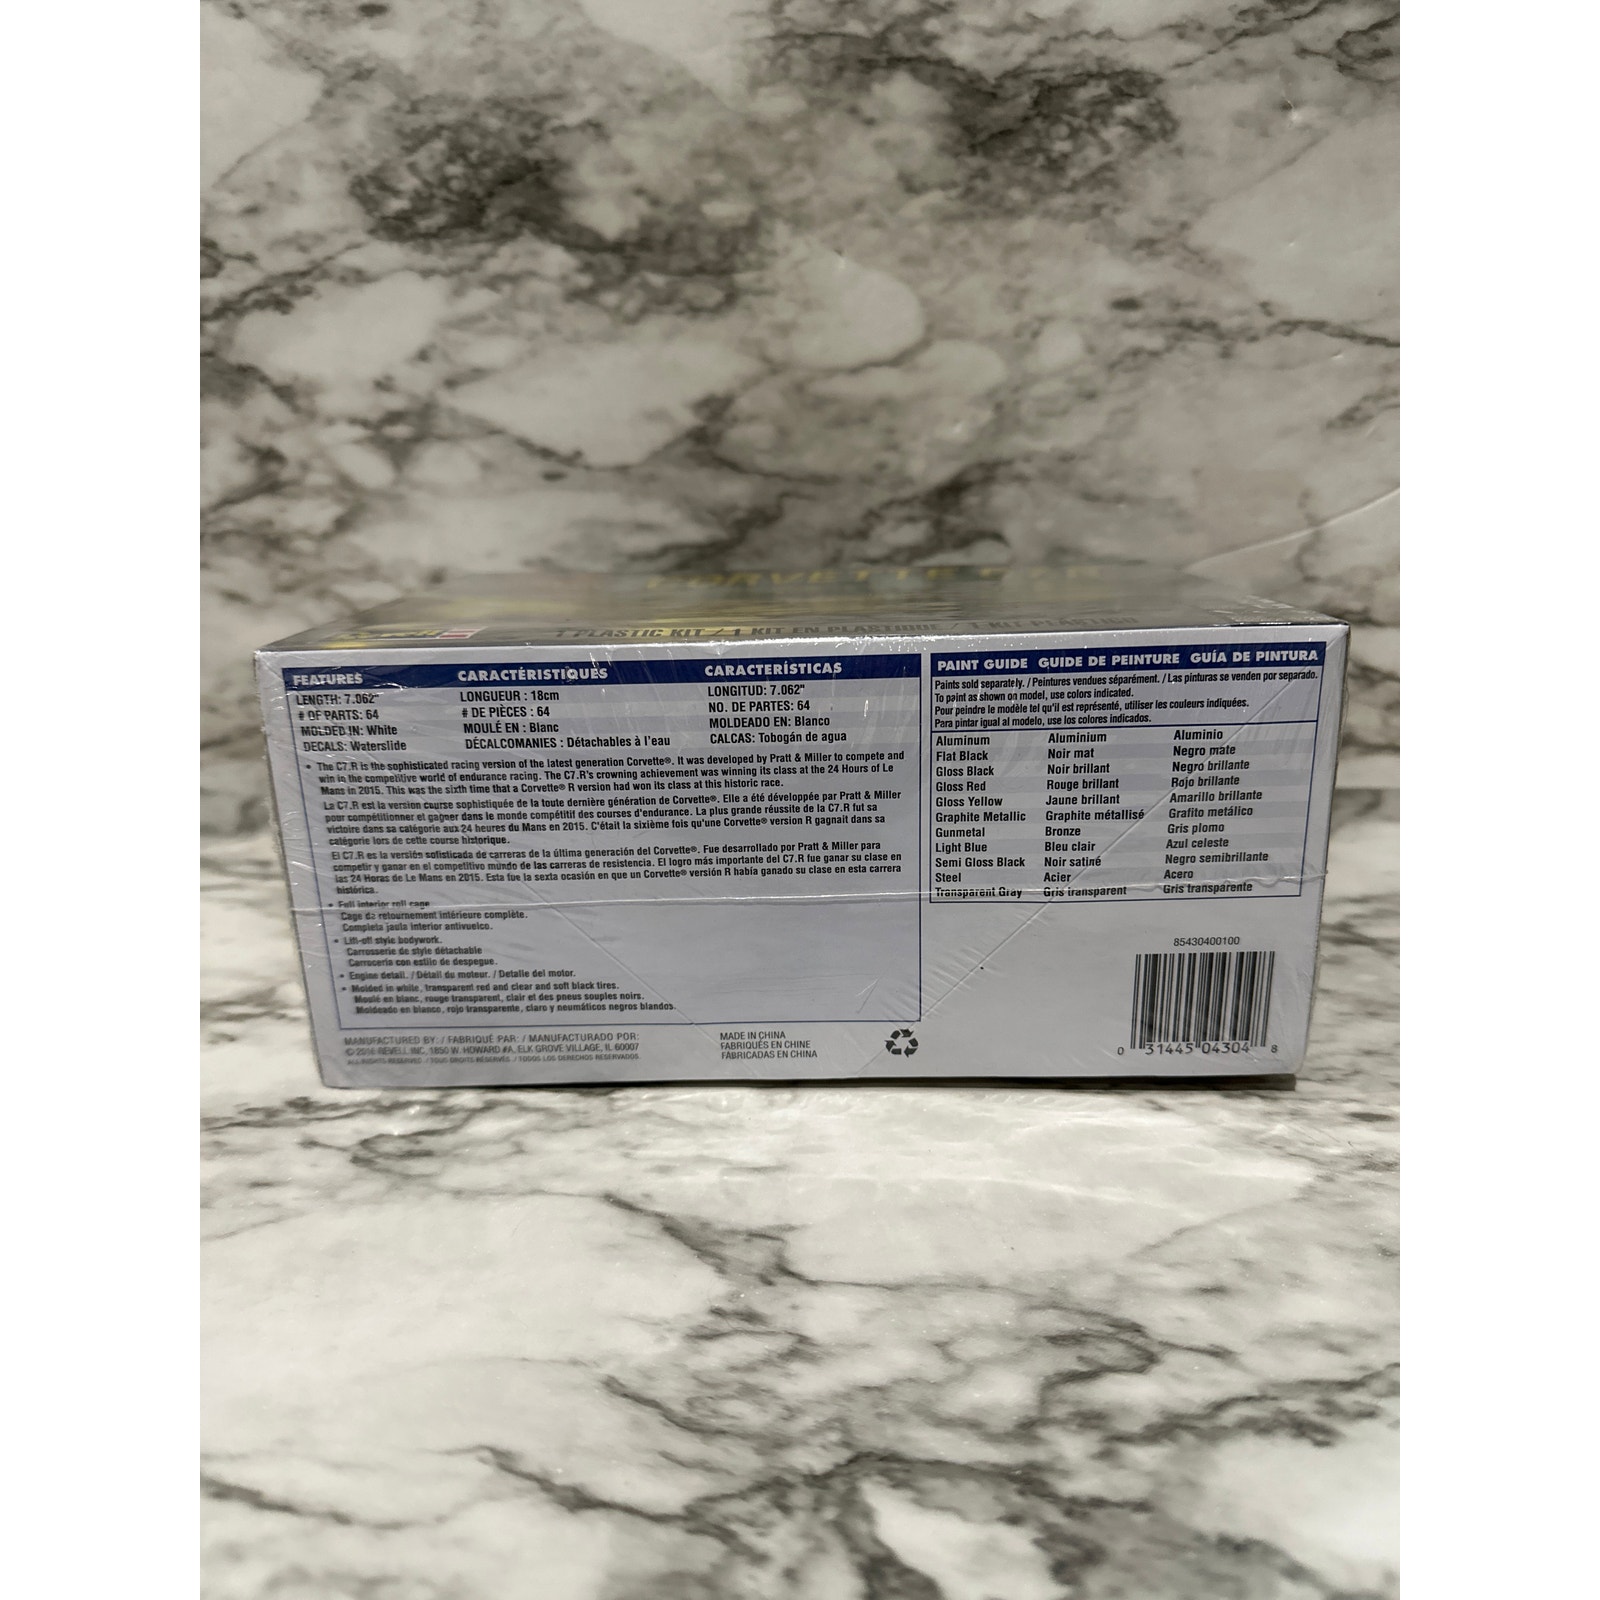 CORVETTE C7.R
1 PLASTIC KIT / 1 KIT EN PLASTIQUE / 1 KIT PLÁSTI
FEATURES
LENGTH: 7.062"
# OF PARTS: 64
MOLDED IN: White
DECALS: Waterslide
CARACTÉRISTIQUES
LONGUEUR : 18cm
# DE PIÈCES : 64
MOULÉ EN : Blanc
DÉCALCOMANIES : Détachables à l'eau
CARACTERÍSTICAS
LONGITUD: 7.062"
NO. DE PARTES: 64
MOLDEADO EN: Blanco
CALCAS: Tobogán de agua
• The C7.R is the sophisticated racing version of the latest generation Corvette®. It was developed by Pratt & Miller to compete and
win in the competitive world of endurance racing. The C7.R's crowning achievement was winning its class at the 24 Hours of Le
Mans in 2015. This was the sixth time that a Corvette® R version had won its class at this historic race.
La C7.R est la version course sophistiquée de la toute dernière génération de Corvette®. Elle a été développée par Pratt & Miller
pour compétitionner et gagner dans le monde compétitif des courses d'endurance. La plus grande réussite de la C7.R fut sa
victoire dans sa catégorie aux 24 heures du Mans en 2015. C'était la sixième fois qu'une Corvette® version R gagnait dans sa
catégorie lors de cette course historique.
El C7.R es la versión sofisticada de carreras de la última generación del Corvette®. Fue desarrollado por Pratt & Miller para
competir y ganar en el competitivo mundo de las carreras de resistencia. El logro más importante del C7.R fue ganar su clase en
las 24 Horas de Le Mans en 2015. Esta fue la sexta ocasión en que un Corvette® versión R había ganado su clase en esta carrera
histórica.
• Full interior roll cage
Cage de retournement intérieure complète.
Completa jaula interior antivuelco.
• Lift-off style bodywork.
Carrosserie de style détachable
Carrocería con estilo de despegue.
• Engine detail. / Détail du moteur. / Detalle del motor.
• Molded in white, transparent red and clear and soft black tires.
Moulé en blanc, rouge transparent, clair et des pneus souples noirs.
Moldeado en blanco, rojo transparente, claro y neumáticos negros blandos.
MANUFACTURED BY: / FABRIQUÉ PAR: / MANUFACTURADO POR:
© 2016 REVELL INC. 1850 W. HOWARD #A, ELK GROVE VILLAGE, IL 60007
ALL RIGHTS RESERVED. / TOUS DROITS RÉSERVÉS. / TODOS LOS DERECHOS RESERVADOS.
MADE IN CHINA
FABRIQUÉS EN CHINE
FABRICADAS EN CHINA
PAINT GUIDE GUIDE DE PEINTURE GUÍA DE PINTURA
Paints sold separately. / Peintures vendues séparément. / Las pinturas se venden por separado.
To paint as shown on model, use colors indicated.
Pour peindre le modèle tel qu'il est représenté, utiliser les couleurs indiquées.
Para pintar igual al modelo, use los colores indicados.
Aluminum Aluminium Aluminio
Flat Black Noir mat Negro mate
Gloss Black Noir brillant Negro brillante
Gloss Red Rouge brillant Rojo brillante
Gloss Yellow Jaune brillant Amarillo brillante
Graphite Metallic Graphite métallisé Grafito metálico
Gunmetal Bronze Gris plomo
Light Blue Bleu clair Azul celeste
Semi Gloss Black Noir satiné Negro semibrillante
Steel Acier Acero
Transparent Gray Gris transparent Gris transparente
85430400100
0 31445 04304 8